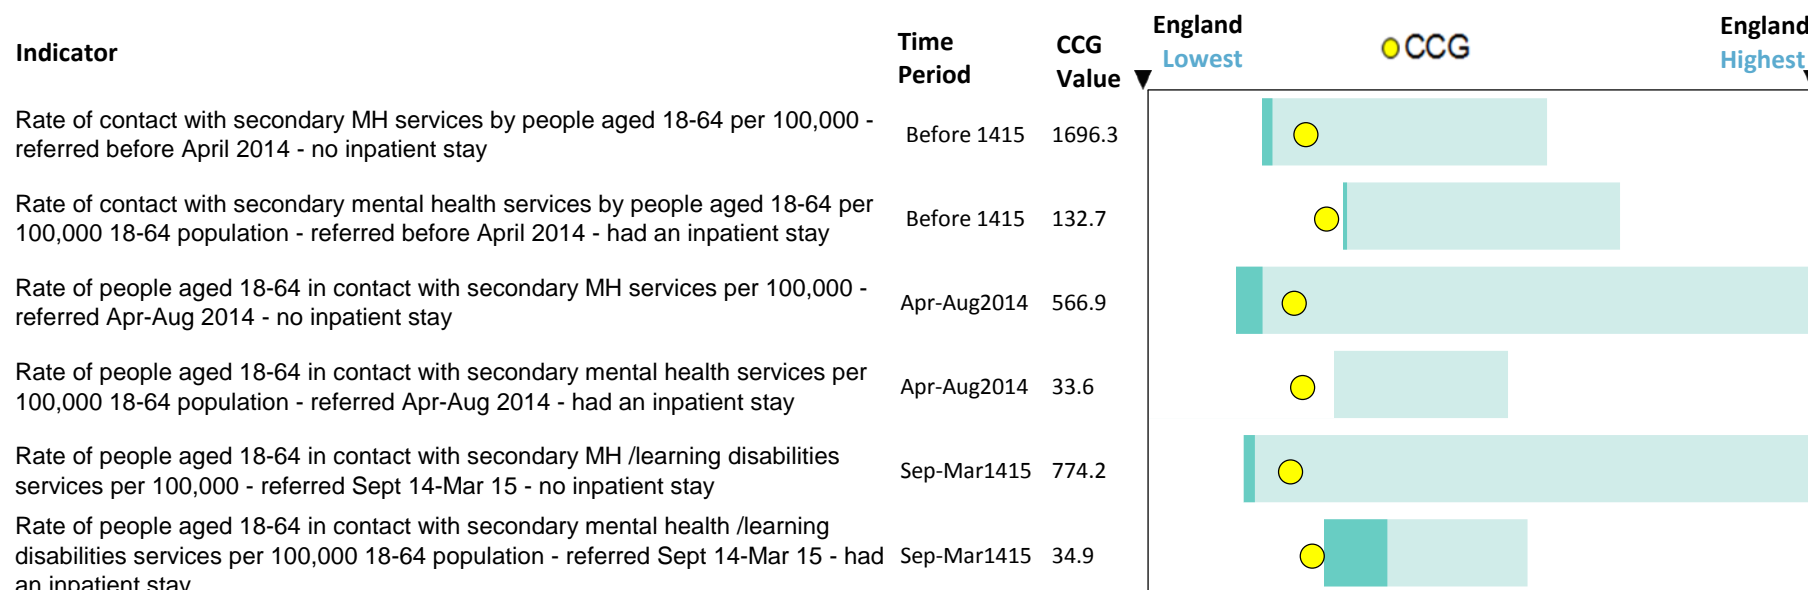 Indicator
Time Period
CCG Value
England Lowest
CCG
England Highest
Rate of contact with secondary MH services by people aged 18-64 per 100,000 -
referred before April 2014 - no inpatient stay
Before 1415
1696.3
Rate of contact with secondary mental health services by people aged 18-64 per
100,000 18-64 population - referred before April 2014 - had an inpatient stay
Before 1415
132.7
Rate of people aged 18-64 in contact with secondary MH services per 100,000 -
referred Apr-Aug 2014 - no inpatient stay
Apr-Aug2014
566.9
Rate of people aged 18-64 in contact with secondary mental health services per
100,000 18-64 population - referred Apr-Aug 2014 - had an inpatient stay
Apr-Aug2014
33.6
Rate of people aged 18-64 in contact with secondary MH /learning disabilities
services per 100,000 - referred Sept 14-Mar 15 - no inpatient stay
Sep-Mar1415
774.2
Rate of people aged 18-64 in contact with secondary mental health /learning
disabilities services per 100,000 18-64 population - referred Sept 14-Mar 15 - had
an inpatient stay
Sep-Mar1415
34.9